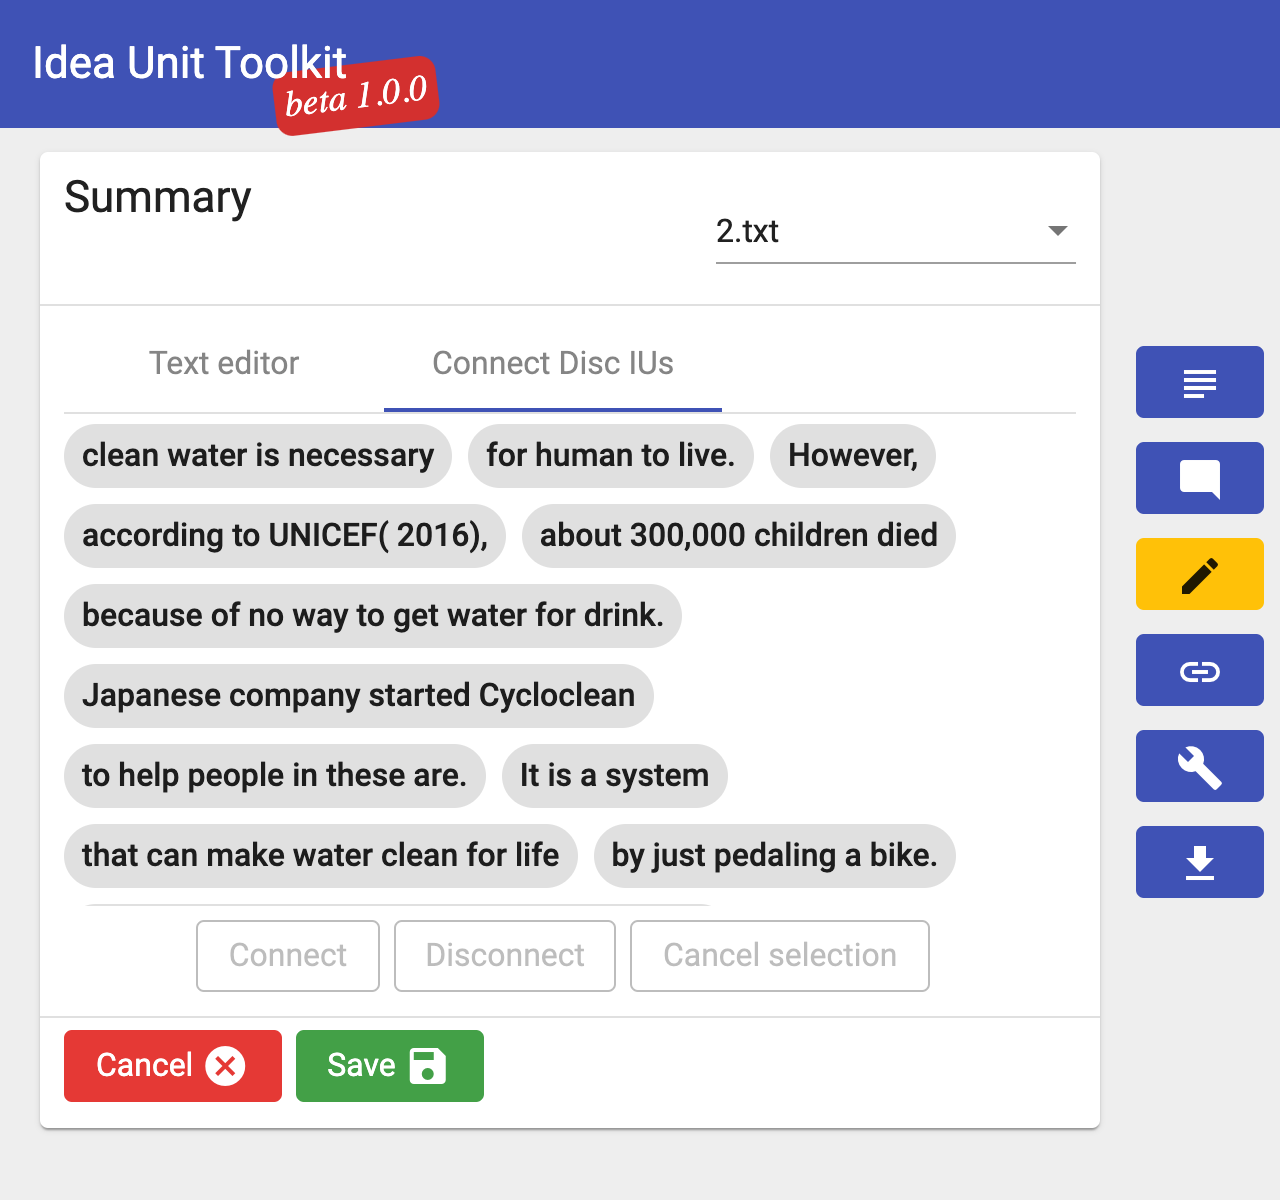 Idea Unit Toolkit
beta 1.0.0
Summary
2.txt
Text editor Connect Disc IUs
clean water is necessary for human to live. However,
according to UNICEF( 2016), about 300,000 children died
because of no way to get water for drink.
Japanese company started Cycloclean
to help people in these are. It is a system
that can make water clean for life by just pedaling a bike.
Connect Disconnect Cancel selection
Cancel Save